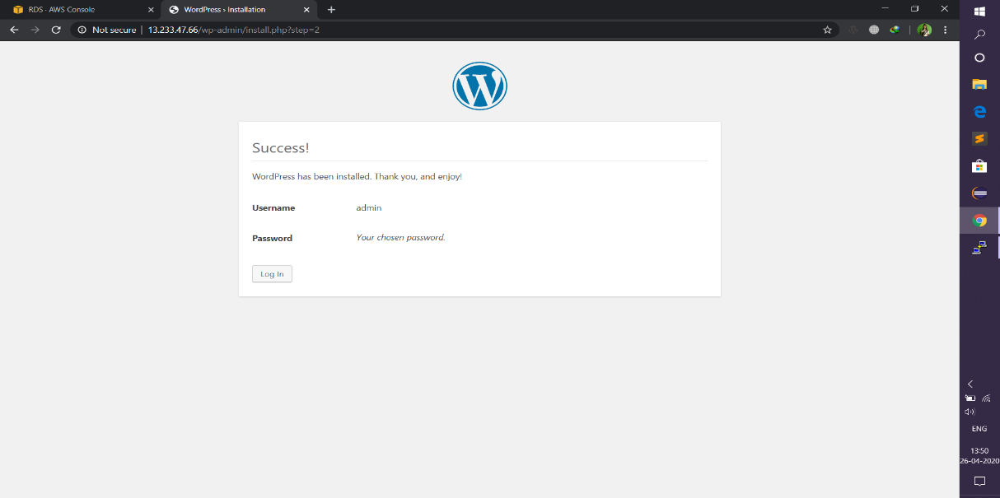 RDS · AWS Console
WordPress › Installation
Not secure | 13.233.47.66/wp-admin/install.php?step=2
Success!
WordPress has been installed. Thank you, and enjoy!
Username admin
Password Your chosen password.
Log In
ENG
13:50
26-04-2020